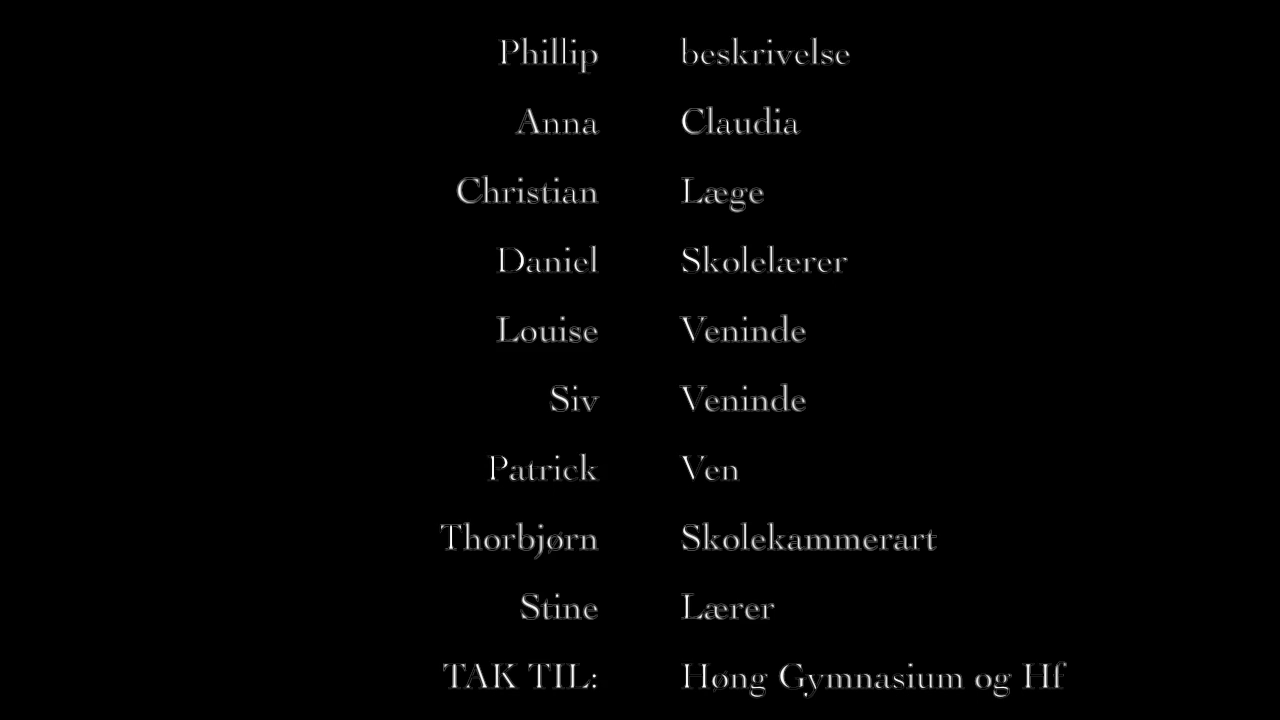 Phillip beskrivelse
Anna Claudia
Christian Læge
Daniel Skolelærer
Louise Veninde
Siv Veninde
Patrick Ven
Thorbjørn Skolekammerart
Stine Lærer
TAK TIL: Høng Gymnasium og Hf